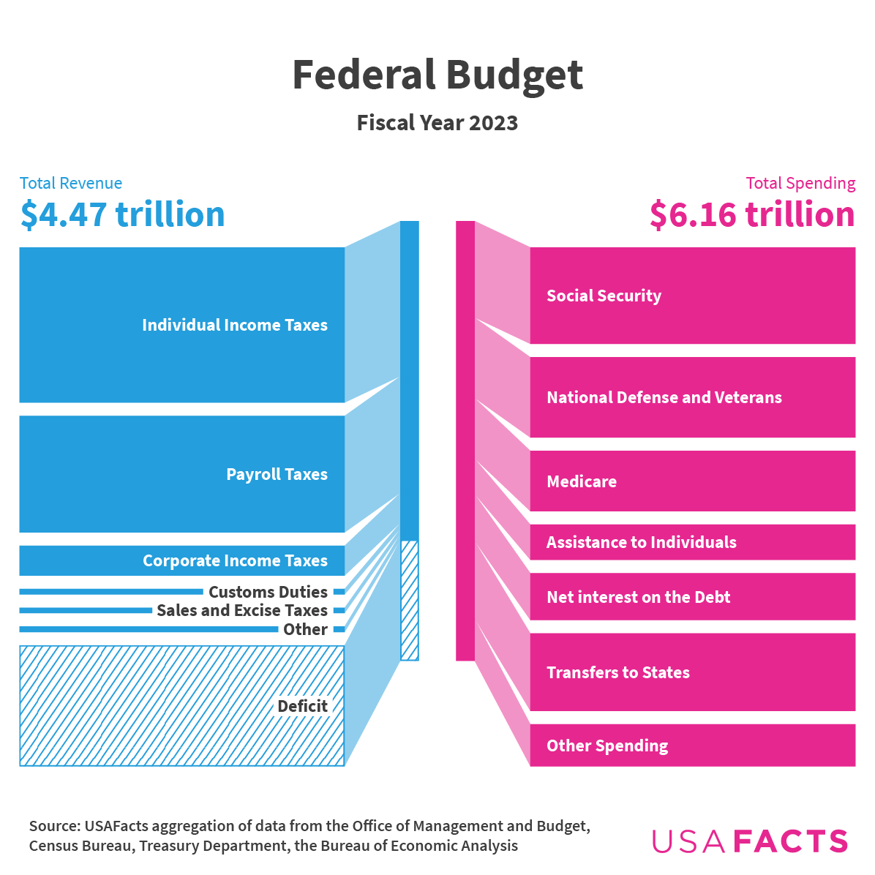 Federal Budget
Fiscal Year 2023
Total Revenue
$4.47 trillion
Total Spending
$6.16 trillion
Individual Income Taxes
Payroll Taxes
Corporate Income Taxes
Customs Duties
Sales and Excise Taxes
Other
Deficit
Social Security
National Defense and Veterans
Medicare
Assistance to Individuals
Net interest on the Debt
Transfers to States
Other Spending
Source: USAFacts aggregation of data from the Office of Management and Budget,
Census Bureau, Treasury Department, the Bureau of Economic Analysis
USAFACTS